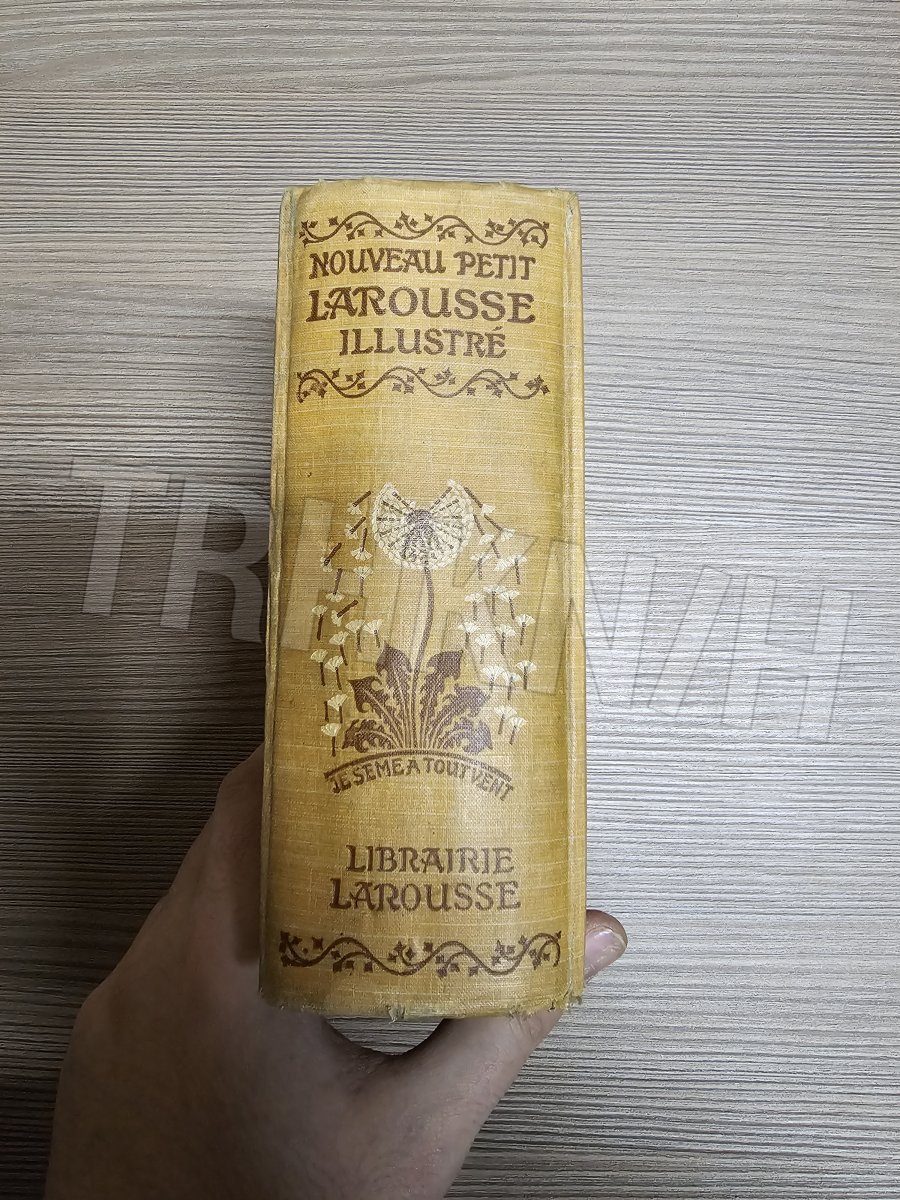 NOUVEAU PETIT
LAROUSSE
ILLUSTRÉ
JE SEME A TOUT VENT
LIBRAIRIE
LAROUSSE